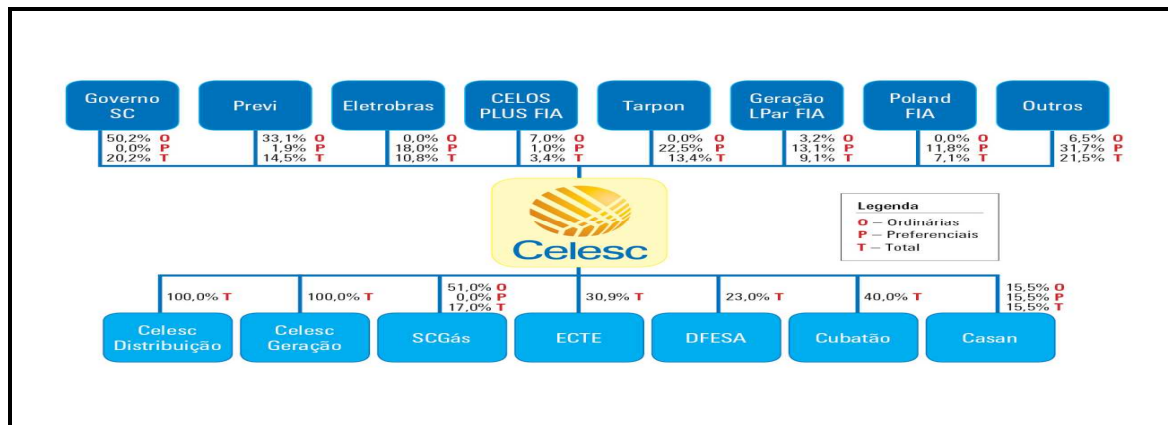 Governo
SC
Previ
Eletrobras
CELOS
PLUS FIA
Tarpon
Geração
LPar FIA
Poland
FIA
Outros
50,2% O
0,0% P
20,2% T
33,1% O
1,9% P
14,5% T
0,0% O
18,0% P
10,8% T
7,0% O
1,0% P
3,4% T
0,0% O
22,5% P
13,4% T
3,2% O
13,1% P
9,1% T
0,0% O
11,8% P
7,1% T
6,5% O
31,7% P
21,5% T
Celesc
Legenda
O – Ordinárias
P – Preferenciais
T – Total
100,0% T
100,0% T
51,0% O
0,0% P
17,0% T
30,9% T
23,0% T
40,0% T
15,5% O
15,5% P
15,5% T
Celesc
Distribuição
Celesc
Geração
SCGás
ECTE
DFESA
Cubatão
Casan